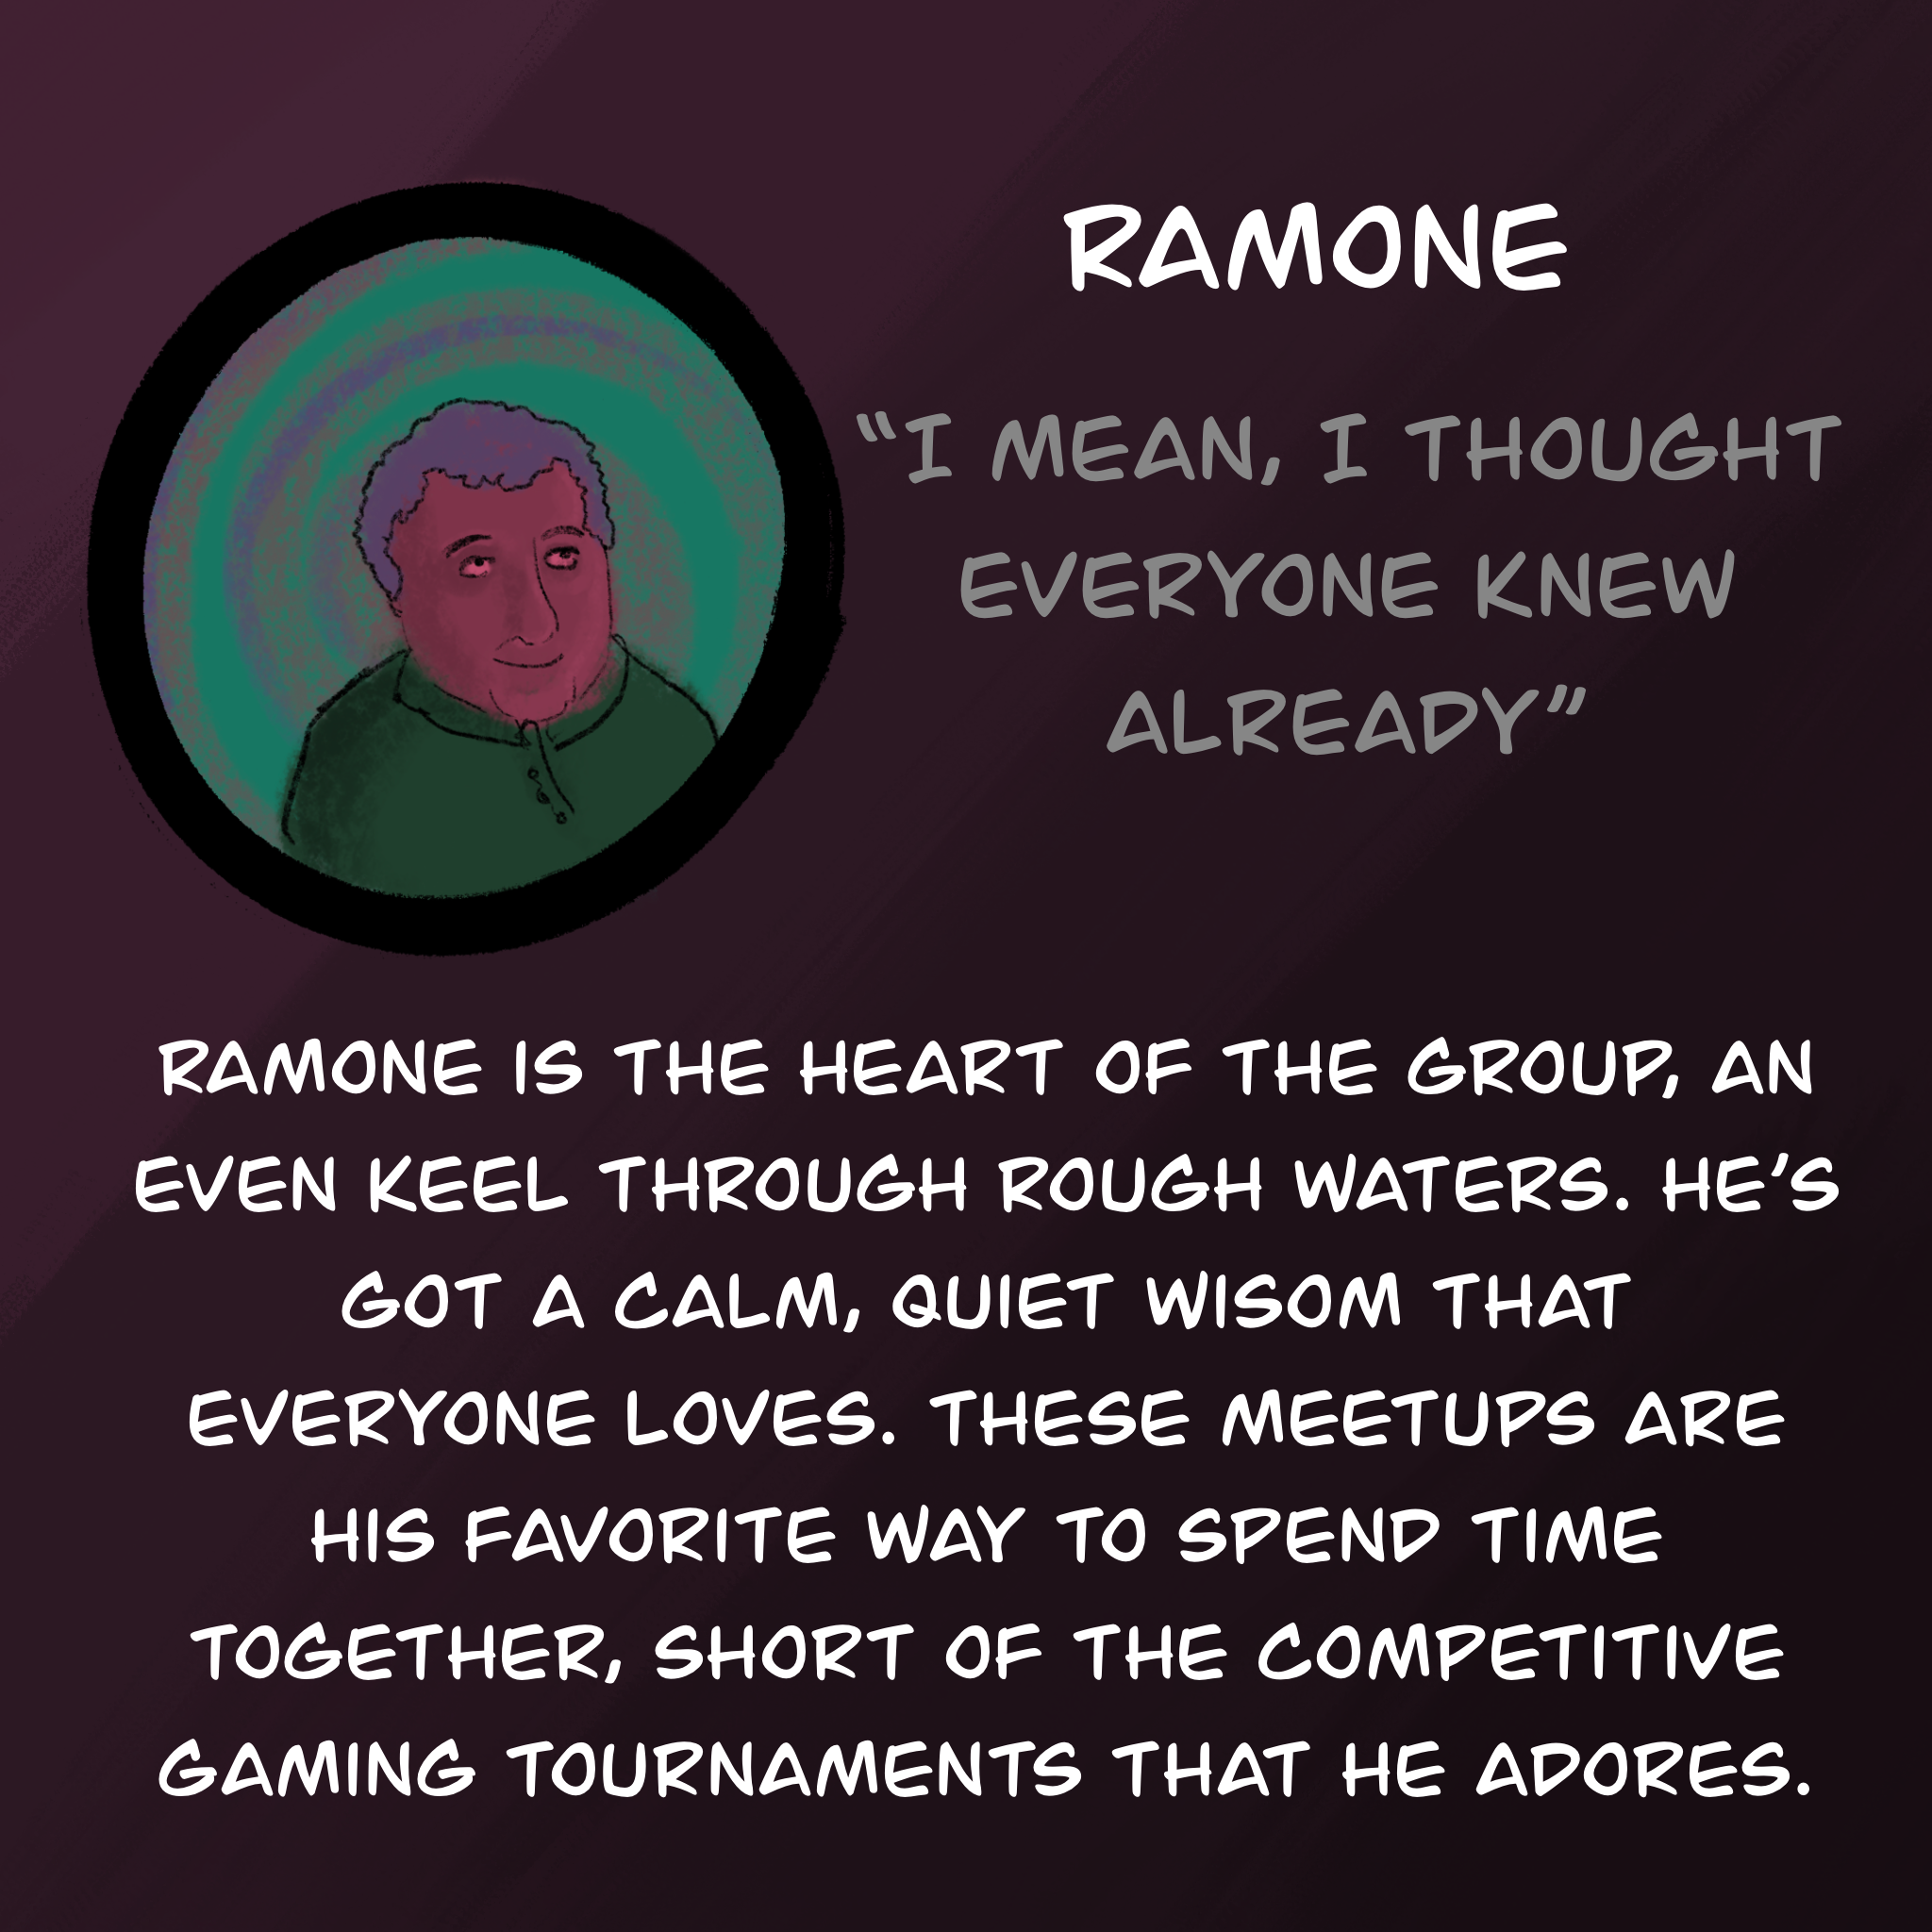 RAMONE
“I MEAN, I THOUGHT
EVERYONE KNEW
ALREADY”
RAMONE IS THE HEART OF THE GROUP, AN
EVEN KEEL THROUGH ROUGH WATERS. HE’S
GOT A CALM, QUIET WISOM THAT
EVERYONE LOVES. THESE MEETUPS ARE
HIS FAVORITE WAY TO SPEND TIME
TOGETHER, SHORT OF THE COMPETITIVE
GAMING TOURNAMENTS THAT HE ADORES.